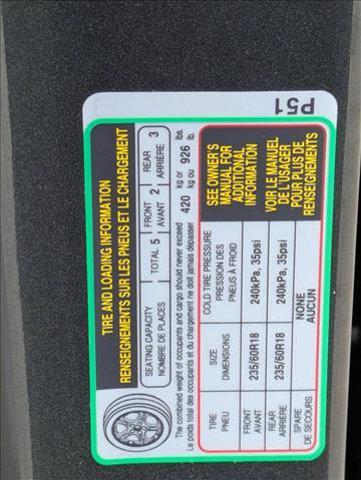 TIRE AND LOADING INFORMATION
RENSEIGNEMENTS SUR LES PNEUS ET LE CHARGEMENT
SEATING CAPACITY TOTAL 5 FRONT 2 REAR 3
NOMBRE DE PLACES AVANT ARRIÈRE
The combined weight of occupants and cargo should never exceed 420 kg or 926 lbs.
Le poids total des occupants et du chargement ne doit jamais dépasser kg ou lb.
TIRE SIZE COLD TIRE PRESSURE
PNEU DIMENSIONS PRESSION DES
PNEUS À FROID
FRONT 235/60R18 240kPa, 35psi
AVANT
REAR 235/60R18 240kPa, 35psi
ARRIÈRE
SPARE NONE
DE SECOURS AUCUN
SEE OWNER'S
MANUAL FOR
ADDITIONAL
INFORMATION
VOIR LE MANUEL
DE L'USAGER
POUR PLUS DE
RENSEIGNEMENTS
P51